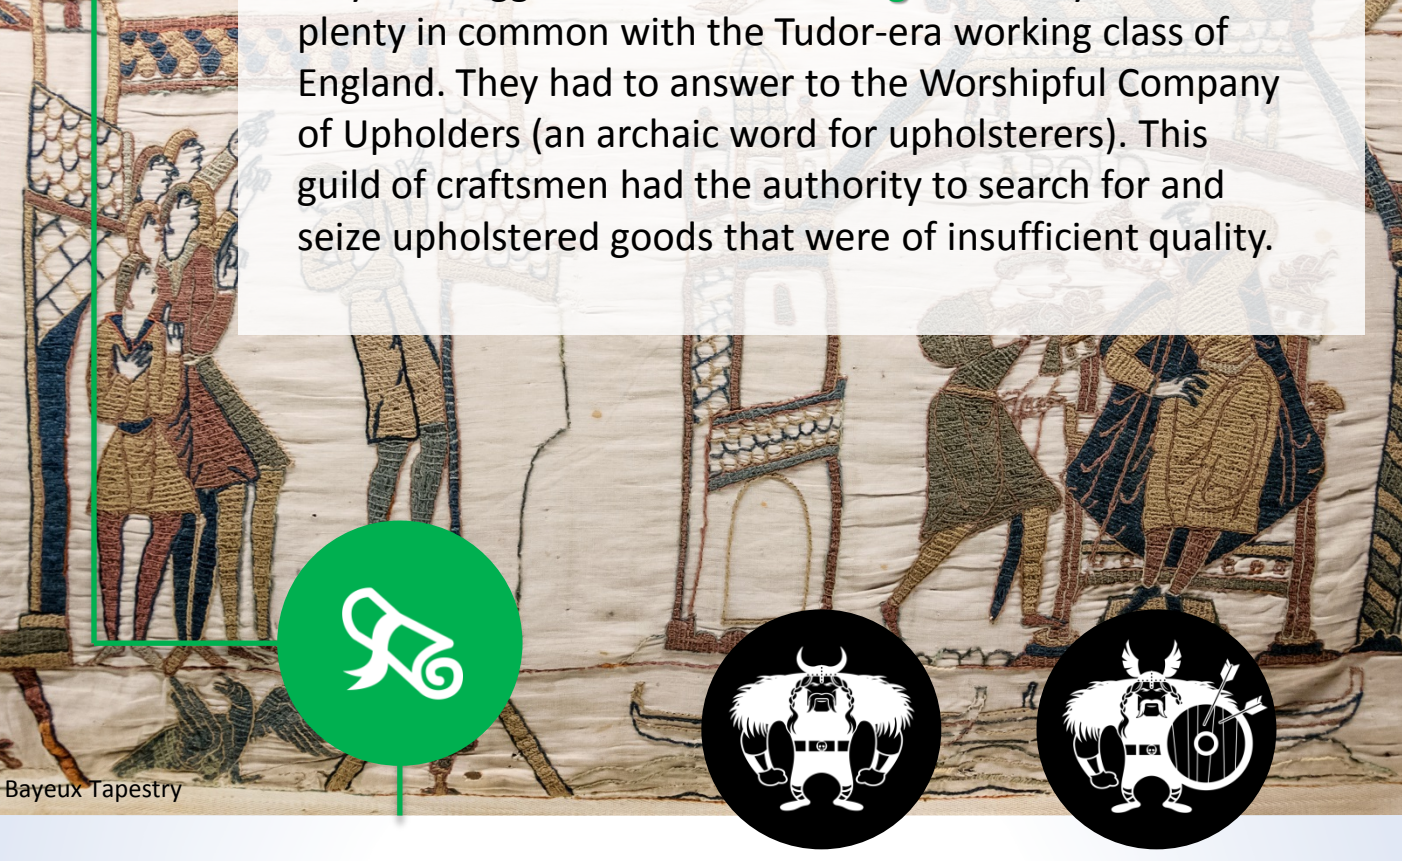 plenty in common with the Tudor-era working class of
England. They had to answer to the Worshipful Company
of Upholders (an archaic word for upholsterers). This
guild of craftsmen had the authority to search for and
seize upholstered goods that were of insufficient quality.
Bayeux Tapestry